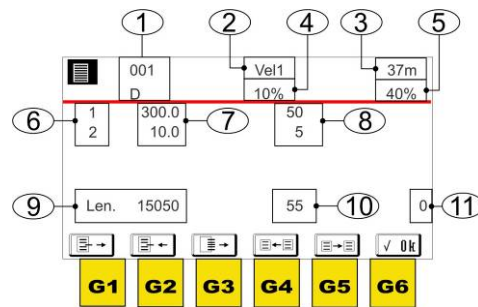 1 2 4 3 5
001 Vel1 37m
D 10% 40%
6 1 300.0 7 50 8
2 10.0 5
9 Len. 15050 55 10 0 11
√ Ok
G1 G2 G3 G4 G5 G6